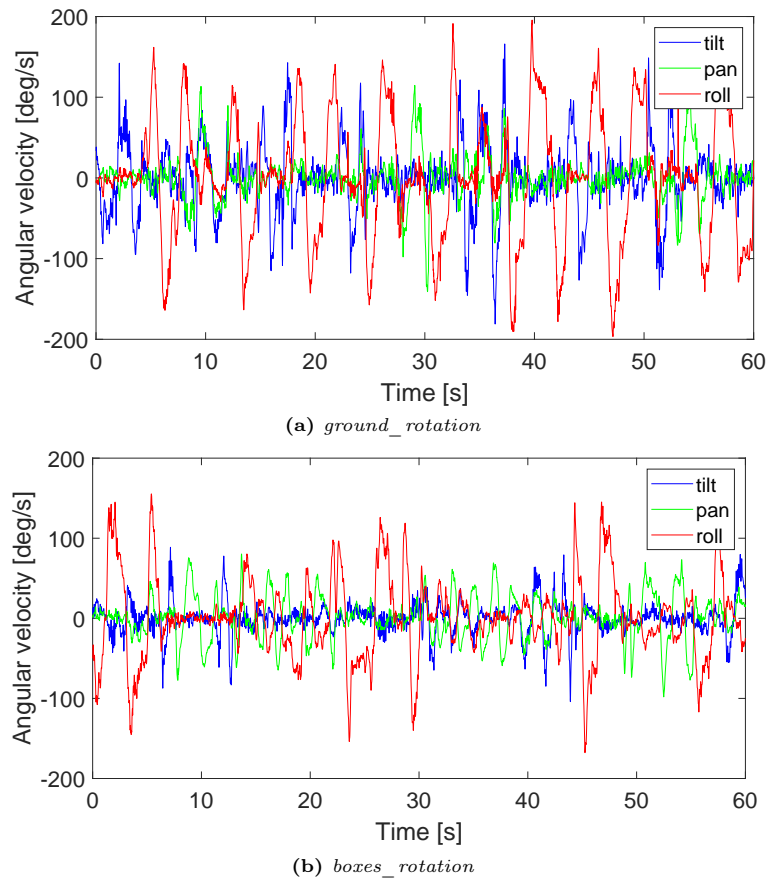 200
100
0
-100
-200
Angular velocity [deg/s]
tilt
pan
roll
0 10 20 30 40 50 60
Time [s]
(a) ground_rotation
200
100
0
-100
-200
Angular velocity [deg/s]
tilt
pan
roll
0 10 20 30 40 50 60
Time [s]
(b) boxes_rotation